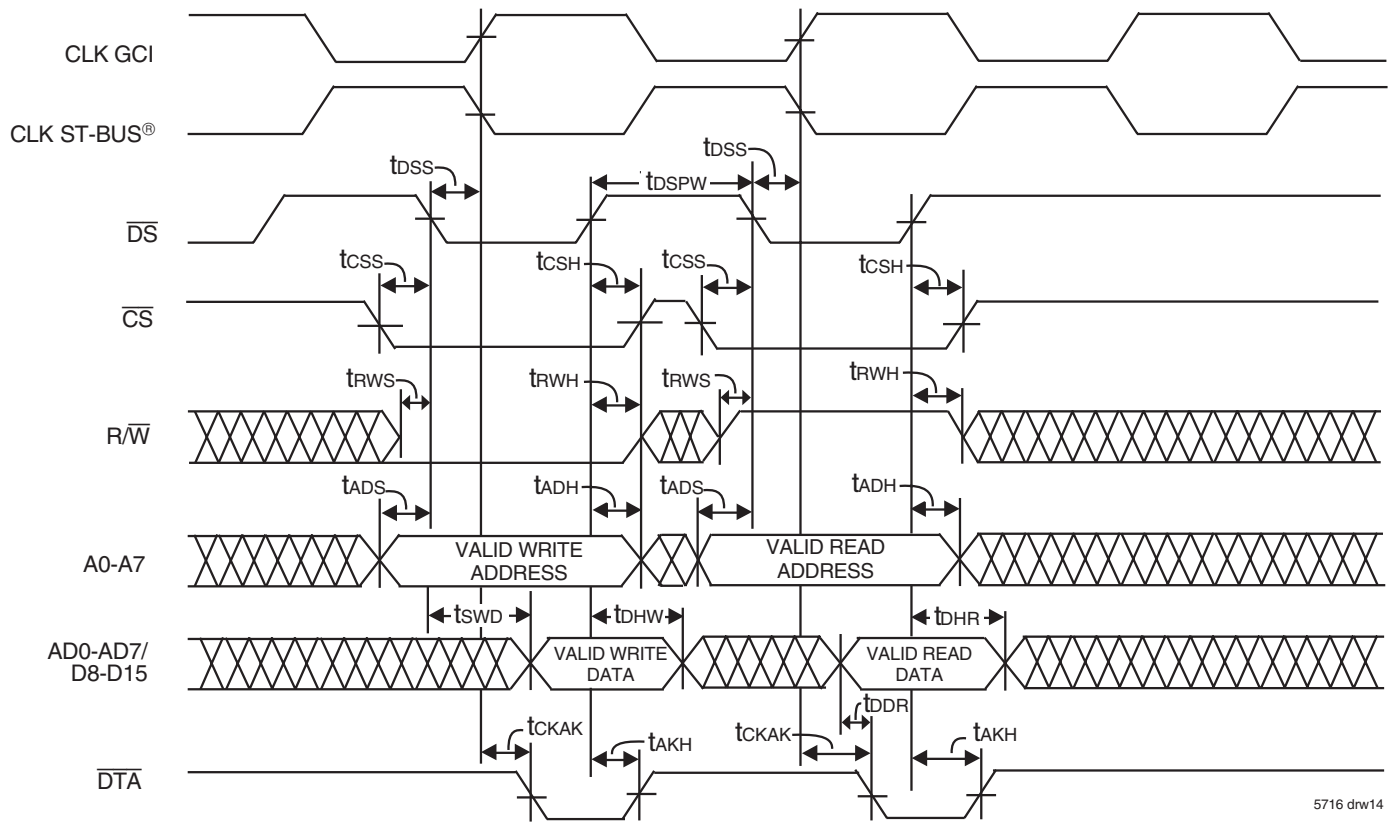 CLK GCI
CLK ST-BUS®
tDSS
tDSPW
tDSS
DS
tCSS
tCSH
tCSS
tCSH
CS
tRWS
tRWH
tRWS
tRWH
R/W
tADS
tADH
tADS
tADH
A0-A7
VALID WRITE
ADDRESS
VALID READ
ADDRESS
tSWD
tDHW
tDHR
AD0-AD7/
D8-D15
VALID WRITE
DATA
VALID READ
DATA
tDDR
tCKAK
tAKH
tCKAK
tAKH
DTA
5716 drw14